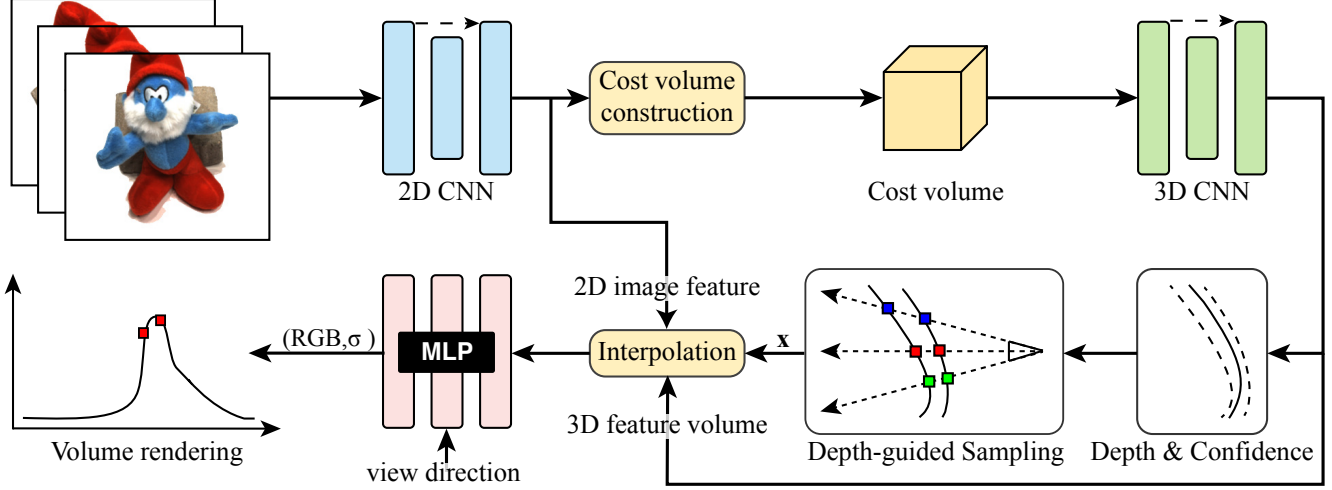 Cost volume
construction
2D CNN
Cost volume
3D CNN
2D image feature
(RGB,σ)
MLP
Interpolation
x
3D feature volume
Volume rendering
view direction
Depth-guided Sampling
Depth & Confidence